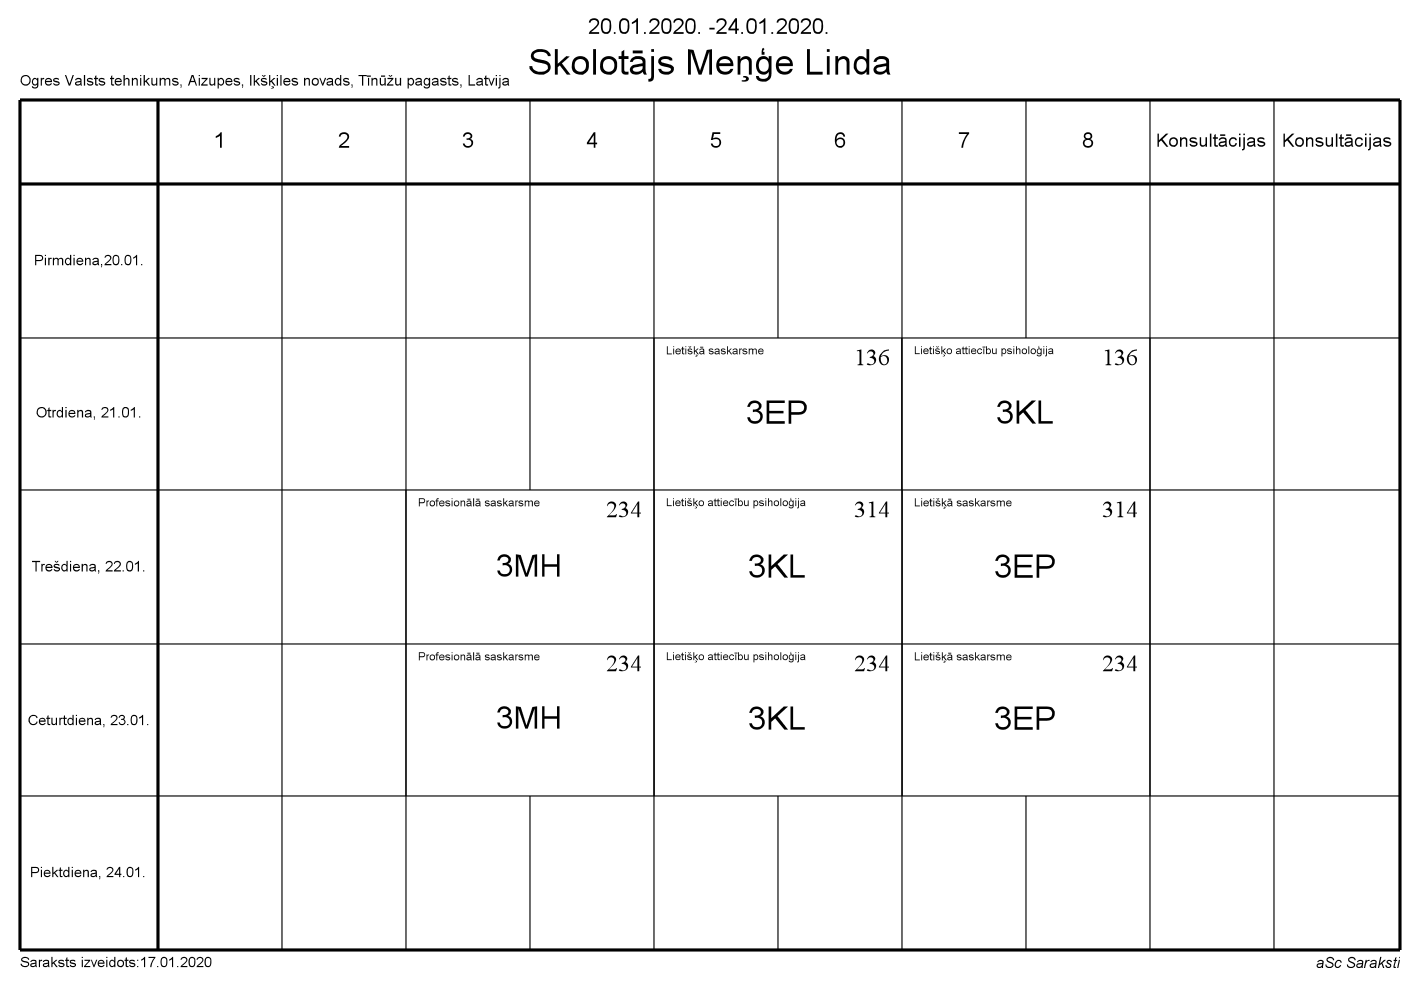 20.01.2020. -24.01.2020.
Skolotājs Meņģe Linda
Ogres Valsts tehnikums, Aizupes, Ikšķiles novads, Tīnūžu pagasts, Latvija
1 2 3 4 5 6 7 8 Konsultācijas Konsultācijas
Pirmdiena,20.01.
Lietišķā saskarsme 136 Lietišķo attiecību psiholoģija 136
Otrdiena, 21.01. 3EP 3KL
Profesionālā saskarsme 234 Lietišķo attiecību psiholoģija 314 Lietišķā saskarsme 314
Trešdiena, 22.01. 3MH 3KL 3EP
Profesionālā saskarsme 234 Lietišķo attiecību psiholoģija 234 Lietišķā saskarsme 234
Ceturtdiena, 23.01. 3MH 3KL 3EP
Piektdiena, 24.01.
Saraksts izveidots:17.01.2020 aSc Saraksti